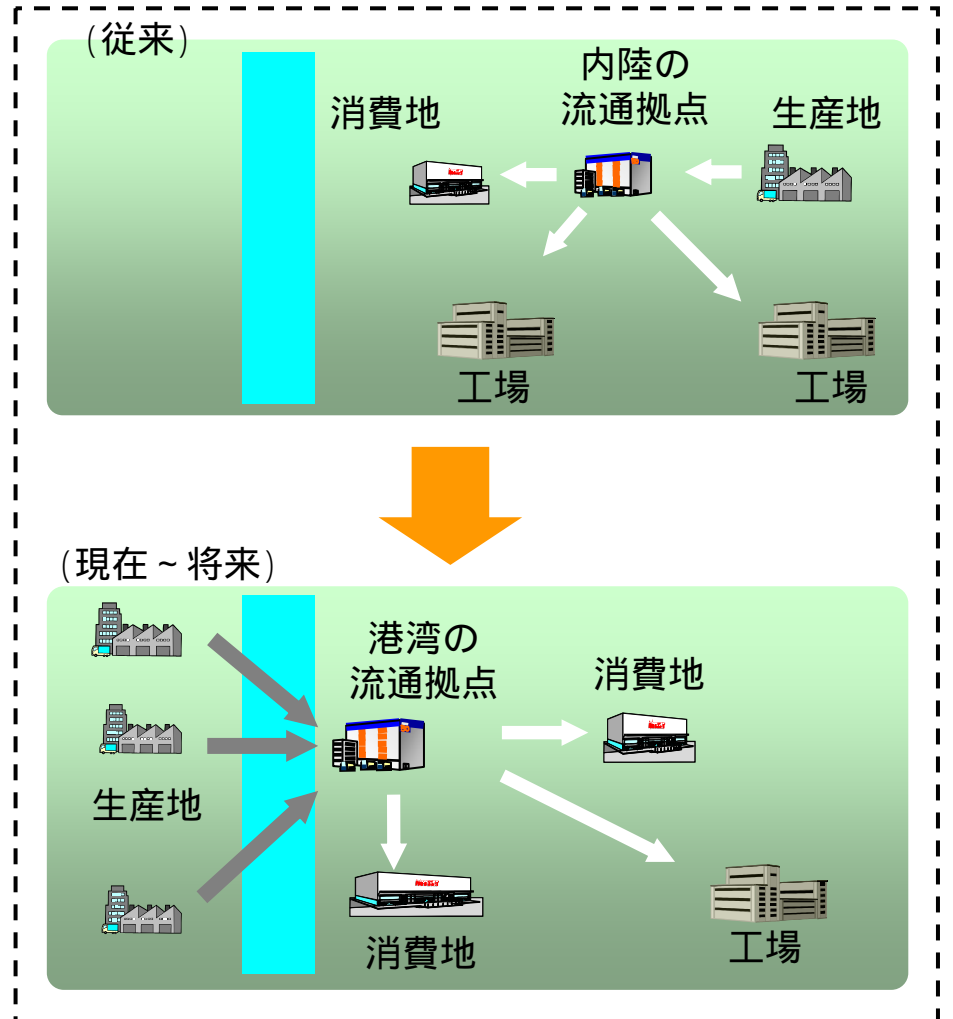 (従来)
内陸の
流通拠点
消費地
生産地
工場
工場
(現在~将来)
港湾の
流通拠点
消費地
生産地
消費地
工場